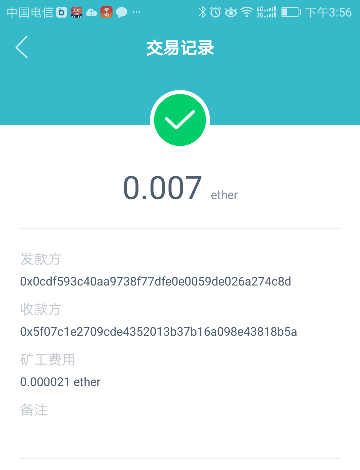 中国电信 下午3:56
交易记录
0.007 ether
发款方
0x0cdf593c40aa9738f77dfe0e0059de026a274c8d
收款方
0x5f07c1e2709cde4352013b37b16a098e43818b5a
矿工费用
0.000021 ether
备注